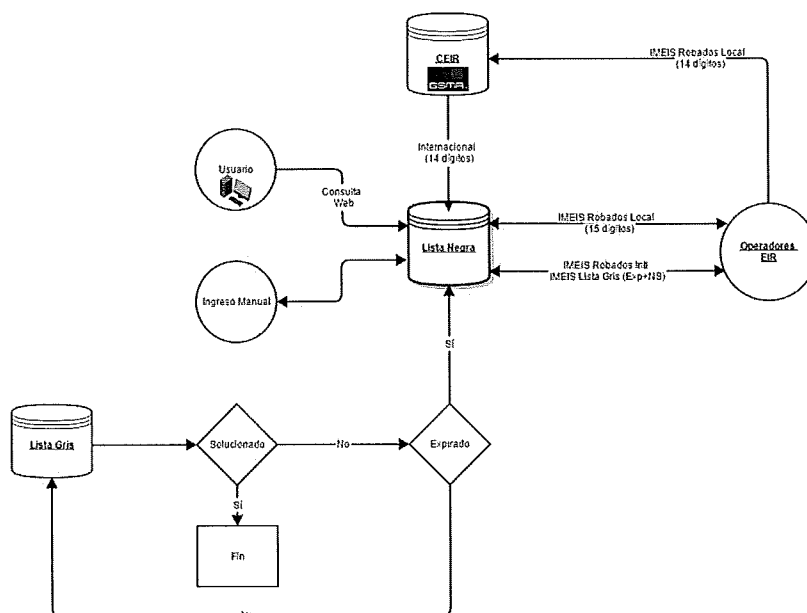 CEIR
IMEIS Robados Local
(14 dígitos)
Internacional
(14 dígitos)
Usuario
Consulta
Web
Lista Negra
IMEIS Robados Local
(15 dígitos)
Operadores
EIR
IMEIS Robados Intl
IMEIS Lista Gris (Exp+NS)
Ingreso Manual
Sí
Lista Gris
Solucionado
No
Expirado
Sí
Fin